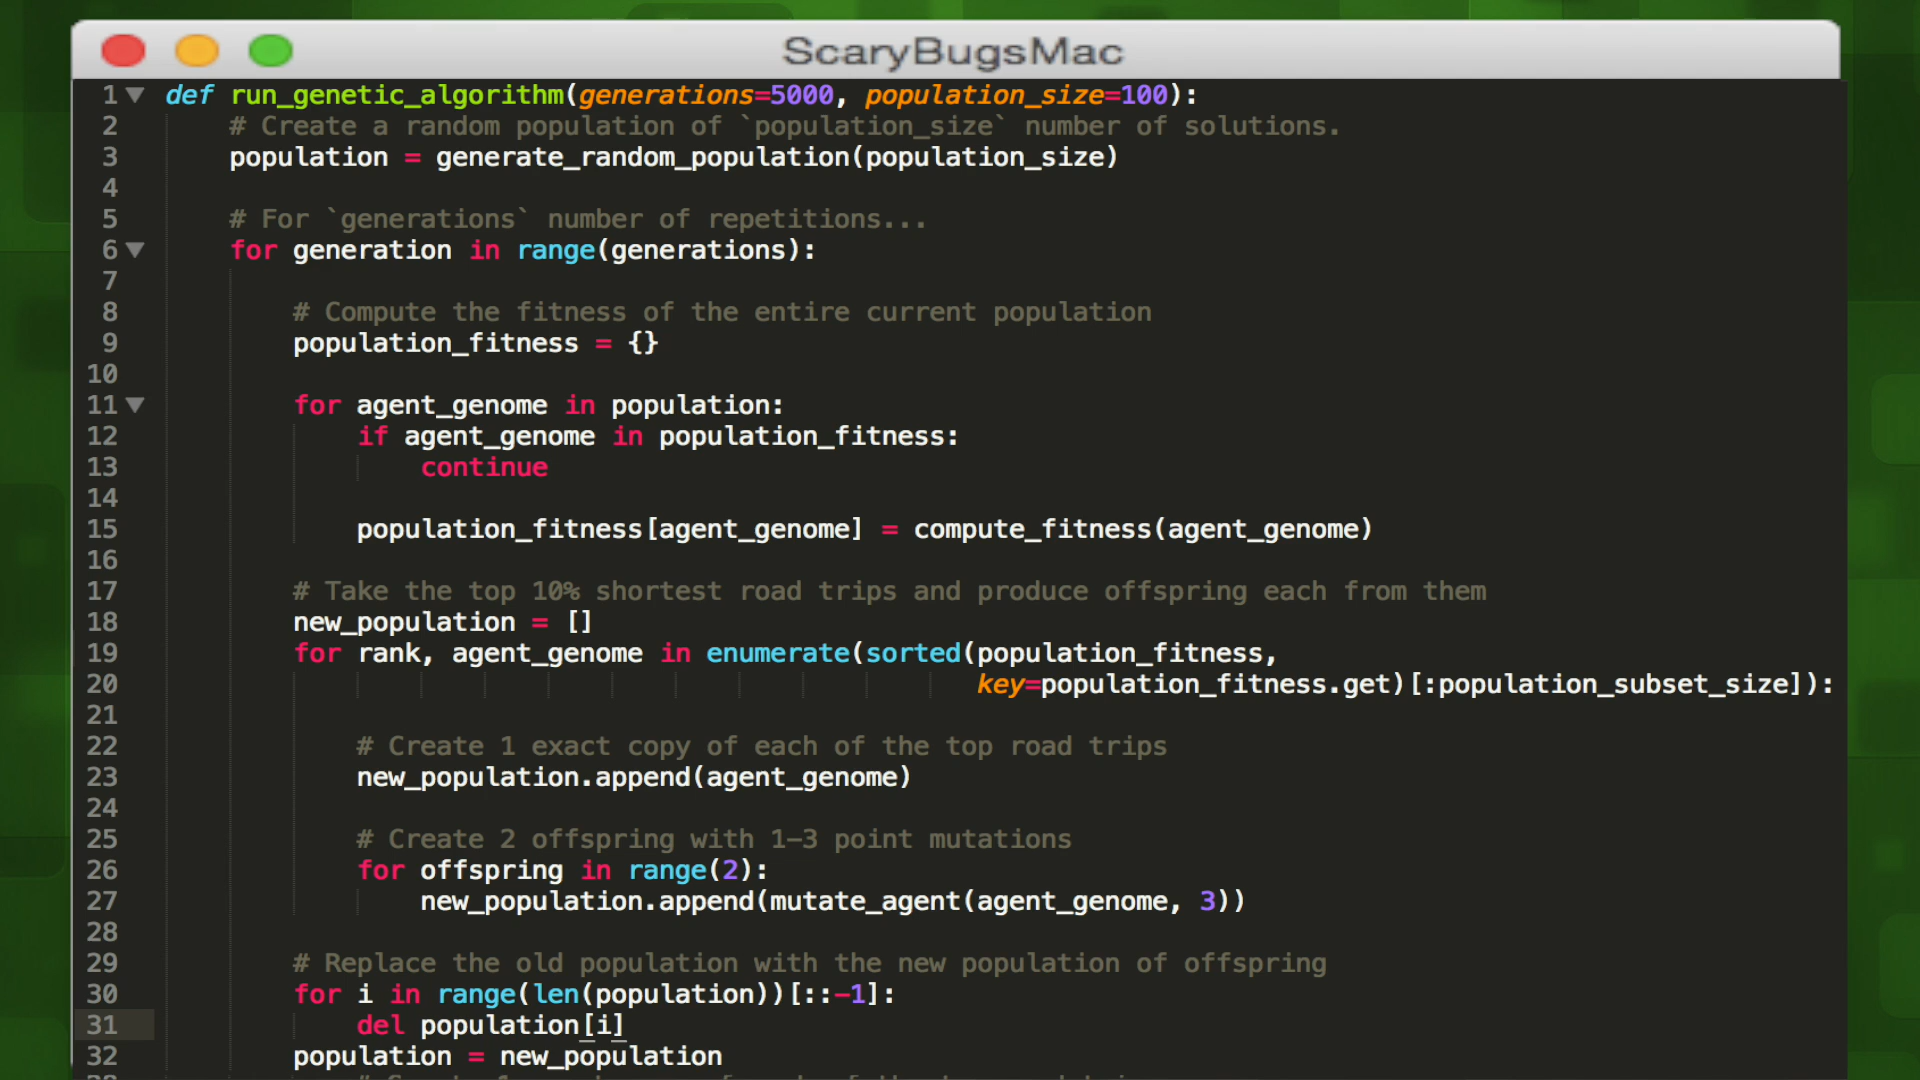 ScaryBugsMac
1 def run_genetic_algorithm(generations=5000, population_size=100):
2 # Create a random population of `population_size` number of solutions.
3 population = generate_random_population(population_size)
4
5 # For `generations` number of repetitions...
6 for generation in range(generations):
7
8 # Compute the fitness of the entire current population
9 population_fitness = {}
10
11 for agent_genome in population:
12 if agent_genome in population_fitness:
13 continue
14
15 population_fitness[agent_genome] = compute_fitness(agent_genome)
16
17 # Take the top 10% shortest road trips and produce offspring each from them
18 new_population = []
19 for rank, agent_genome in enumerate(sorted(population_fitness,
20 key=population_fitness.get)[:population_subset_size]):
21
22 # Create 1 exact copy of each of the top road trips
23 new_population.append(agent_genome)
24
25 # Create 2 offspring with 1-3 point mutations
26 for offspring in range(2):
27 new_population.append(mutate_agent(agent_genome, 3))
28
29 # Replace the old population with the new population of offspring
30 for i in range(len(population))[::-1]:
31 del population[i]
32 population = new_population